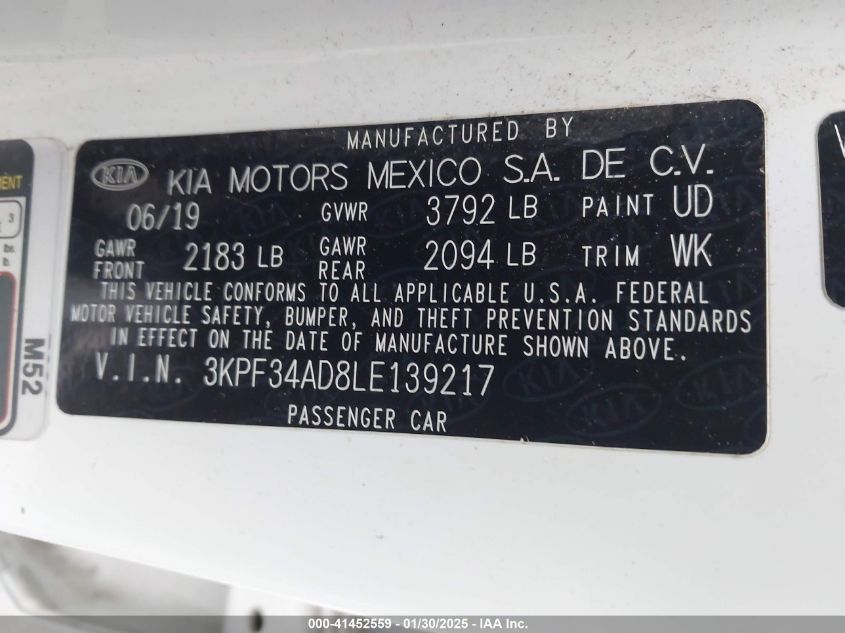 MANUFACTURED BY
KIA KIA MOTORS MEXICO S.A. DE C.V.
06/19 GVWR 3792 LB PAINT UD
GAWR FRONT 2183 LB GAWR REAR 2094 LB TRIM WK
THIS VEHICLE CONFORMS TO ALL APPLICABLE U.S.A. FEDERAL
MOTOR VEHICLE SAFETY, BUMPER, AND THEFT PREVENTION STANDARDS
IN EFFECT ON THE DATE OF MANUFACTURE SHOWN ABOVE.
V.I.N. 3KPF34AD8LE139217
PASSENGER CAR
M52
3
000-41452559 - 01/30/2025 - IAA Inc.